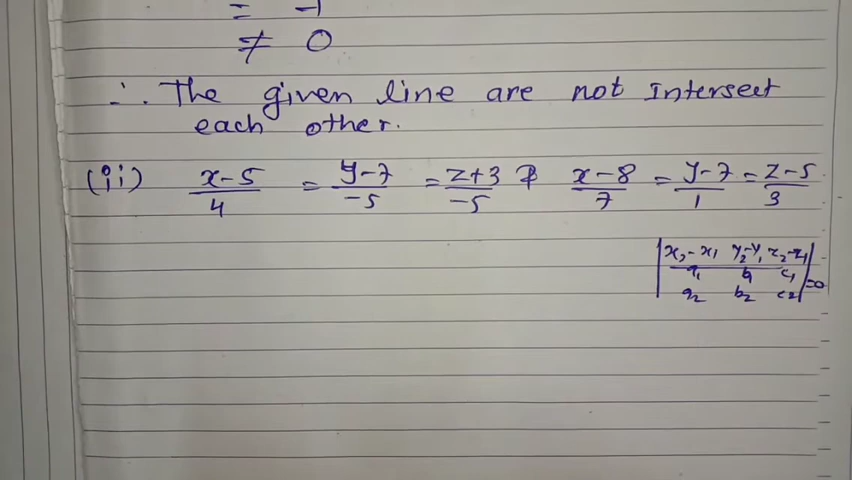 = -1
≠ 0
∴ The given line are not Intersect
each other.
(ii) x-5/4 = y-7/-5 = z+3/-5 & x-8/7 = y-7/1 = z-5/3
| x₂-x₁ y₂-y₁ z₂-z₁ |
a₁ b₁ c₁
a₂ b₂ c₂ | =0